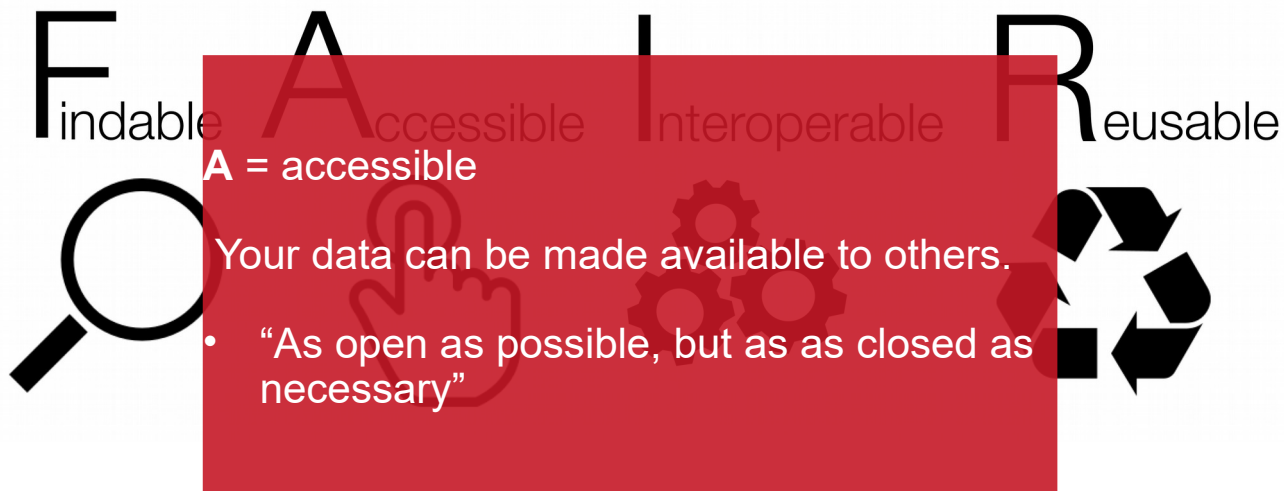 Findable Accessible Interoperable Reusable
A = accessible
Your data can be made available to others.
• “As open as possible, but as as closed as
necessary”